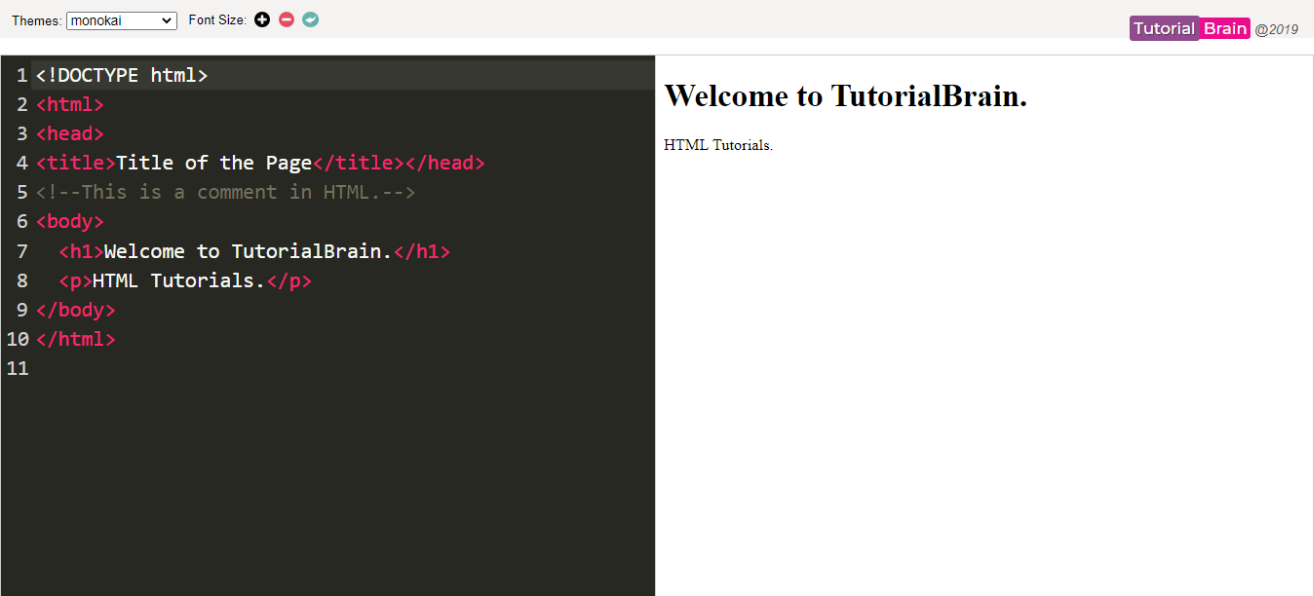 Themes: monokai Font Size: Tutorial Brain @2019
1 <!DOCTYPE html>
2 <html>
3 <head>
4 <title>Title of the Page</title></head>
5 <!--This is a comment in HTML.-->
6 <body>
7   <h1>Welcome to TutorialBrain.</h1>
8   <p>HTML Tutorials.</p>
9 </body>
10 </html>
11
Welcome to TutorialBrain.
HTML Tutorials.